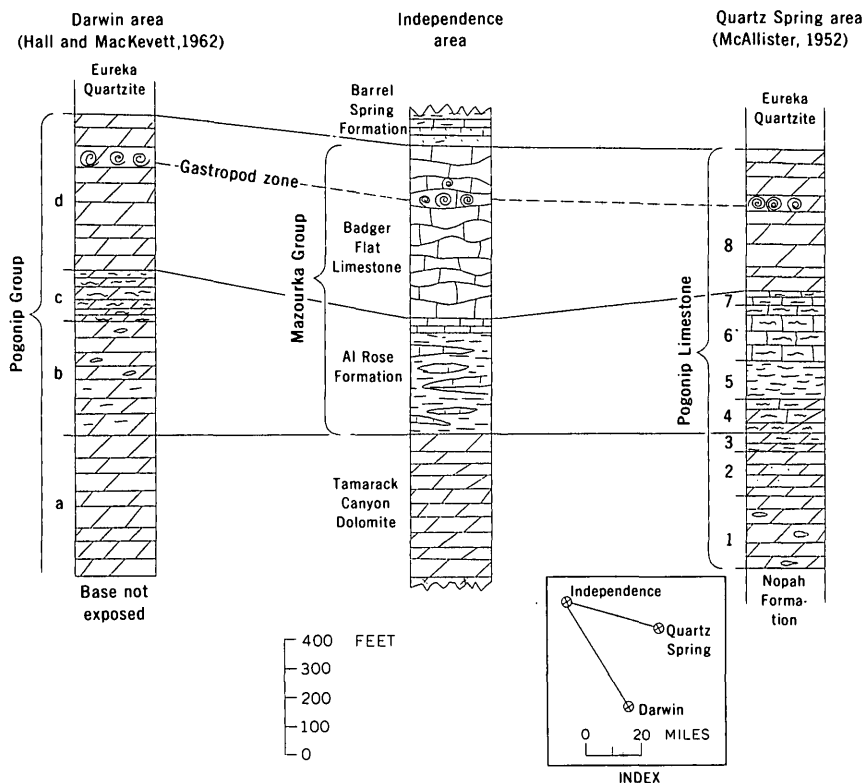 Darwin area
(Hall and MacKevett,1962)
Independence
area
Quartz Spring area
(McAllister, 1952)
Eureka
Quartzite
Barrel
Spring
Formation
Eureka
Quartzite
Gastropod zone
Pogonip Group
d
c
b
a
Mazourka Group
Badger
Flat
Limestone
Al Rose
Formation
Tamarack
Canyon
Dolomite
Pogonip Limestone
8
7
6
5
4
3
2
1
Base not
exposed
Nopah
Forma-
tion
400 FEET
300
200
100
0
Independence
Quartz
Spring
Darwin
0 20 MILES
INDEX